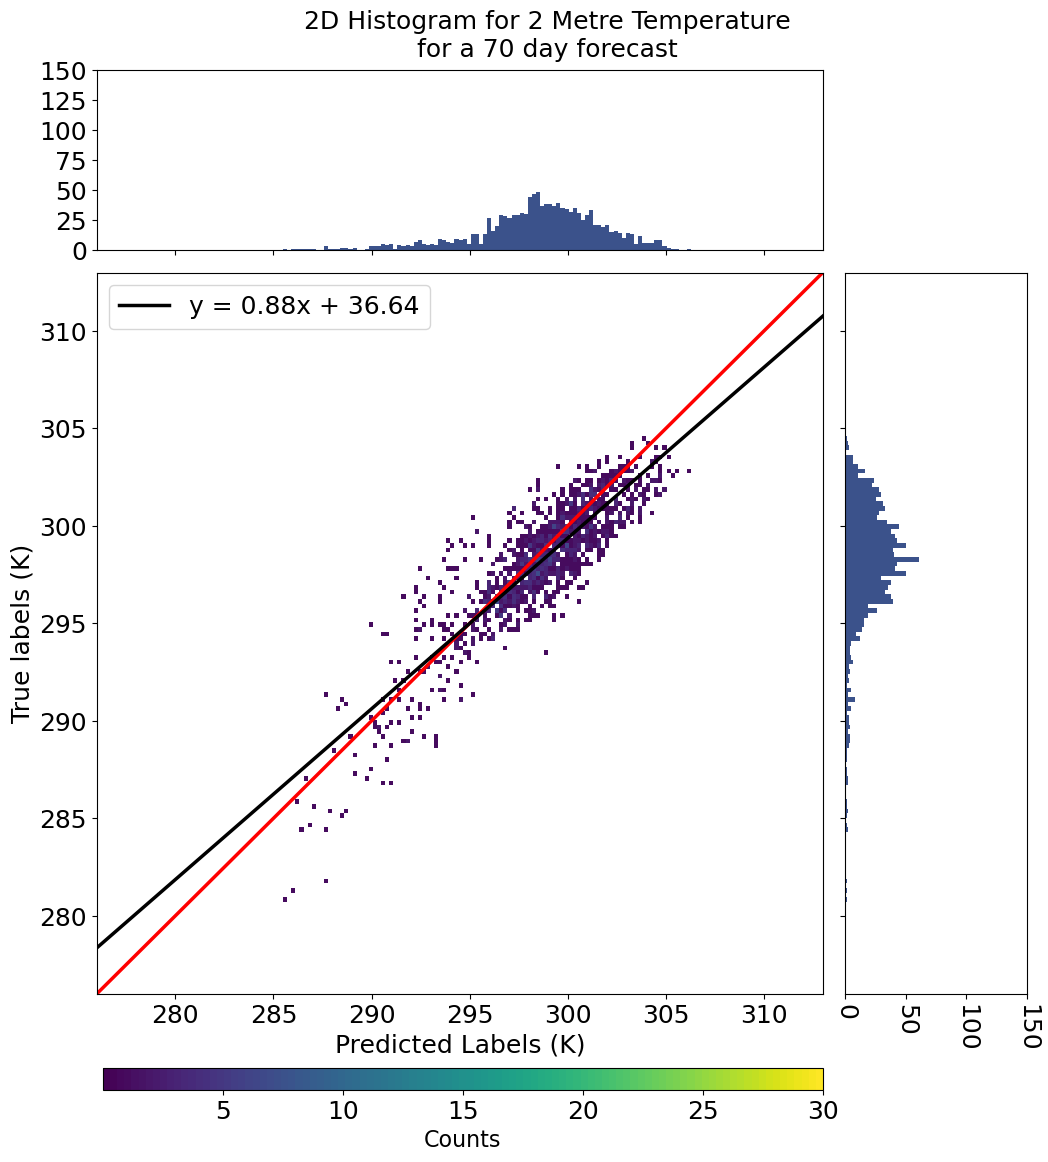 2D Histogram for 2 Metre Temperature
for a 70 day forecast
150
125
100
75
50
25
0
y = 0.88x + 36.64
310
305
300
295
290
285
280
True labels (K)
280 285 290 295 300 305 310
Predicted Labels (K)
0 50 100 150
5 10 15 20 25 30
Counts